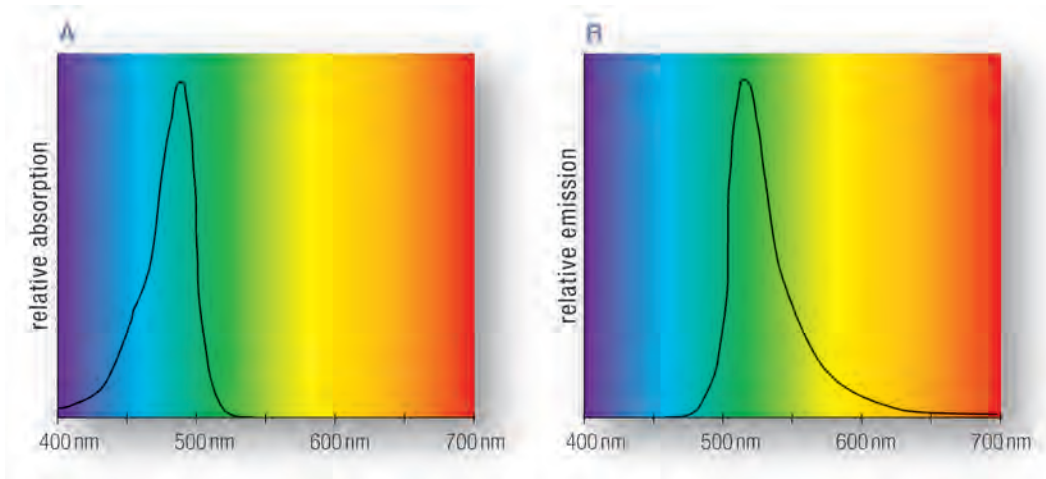 A
B
relative absorption
relative emission
400 nm 500 nm 600 nm 700 nm
400 nm 500 nm 600 nm 700 nm